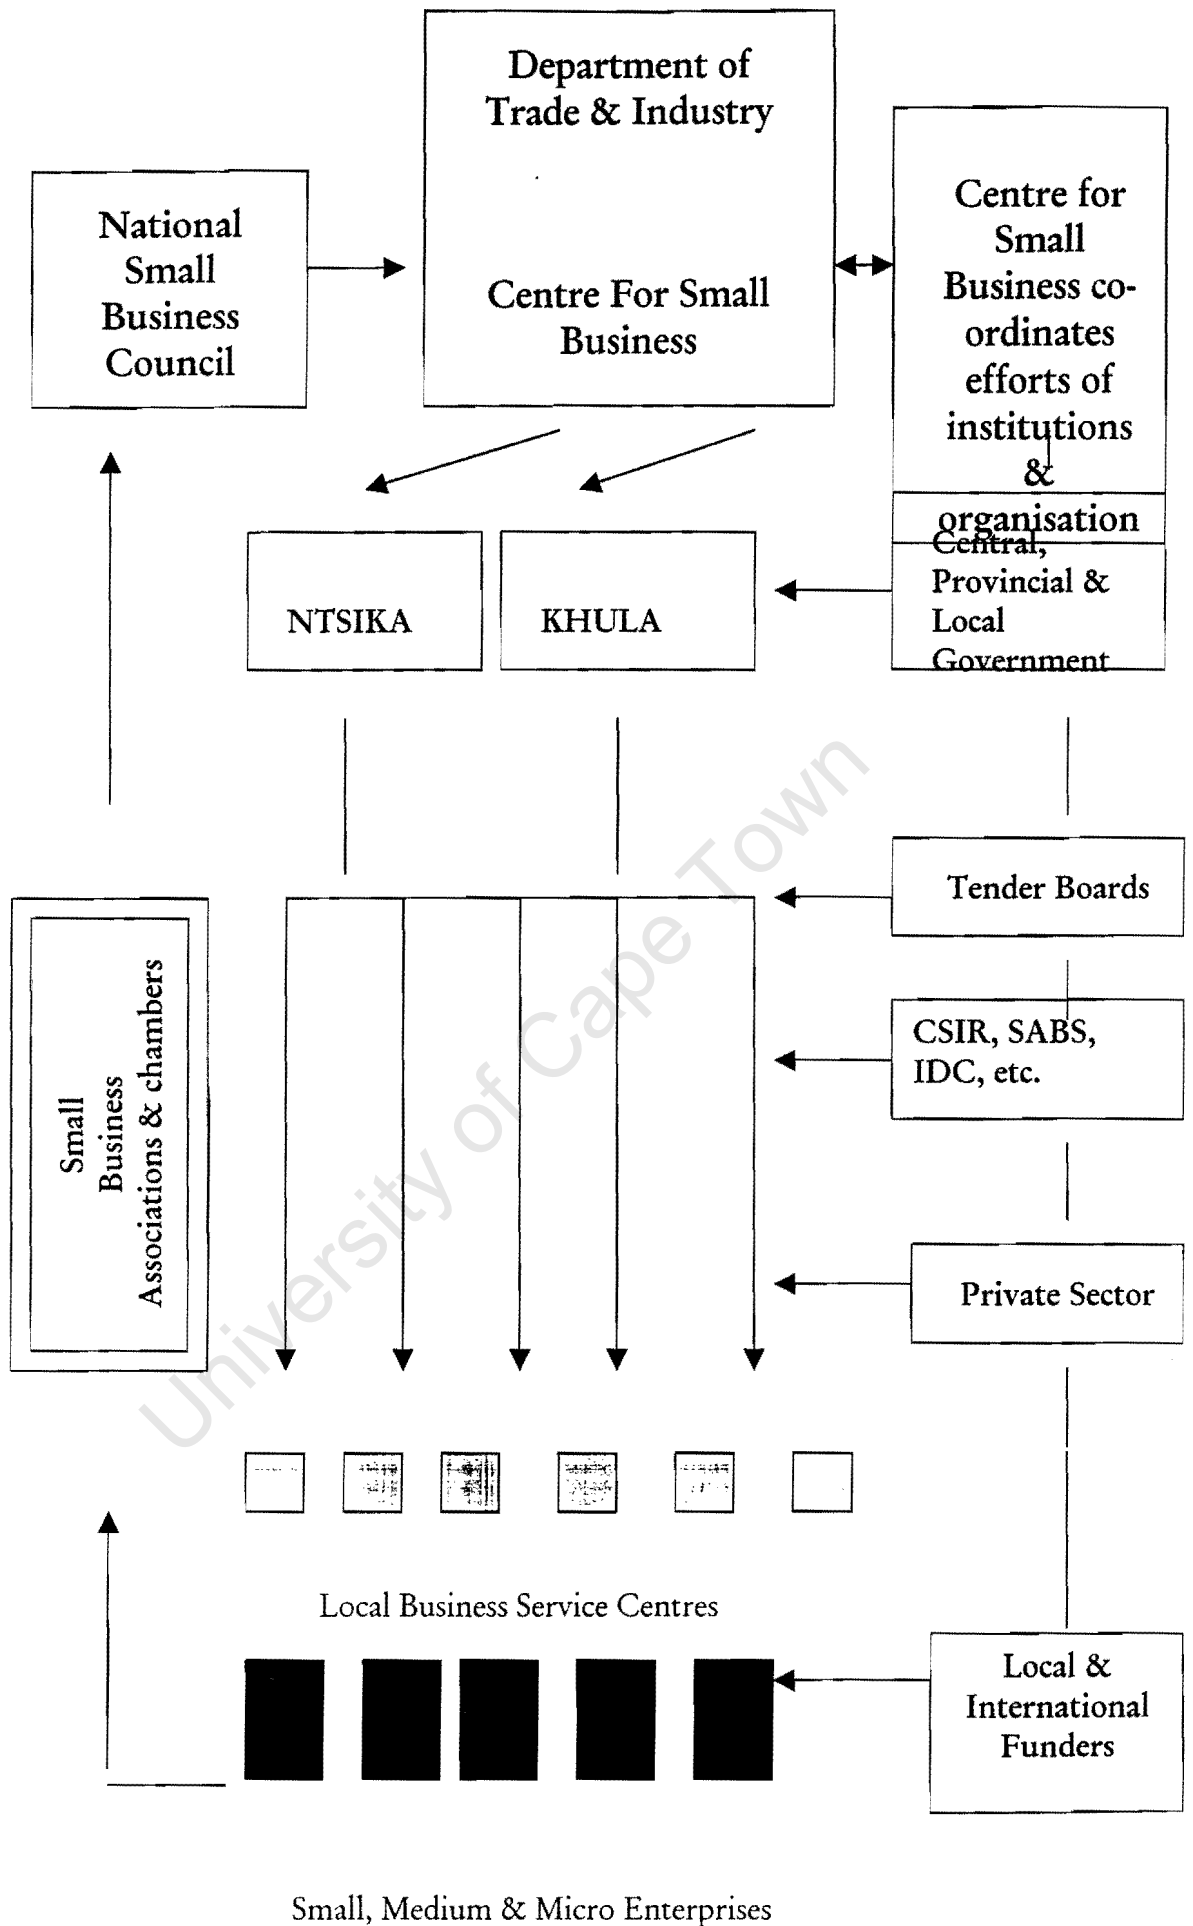 Department of
Trade & Industry
Centre For Small
Business
National
Small
Business
Council
Centre for
Small
Business co-
ordinates
efforts of
institutions
&
organisation
Central,
Provincial &
Local
Government
NTSIKA
KHULA
Tender Boards
CSIR, SABS,
IDC, etc.
Small
Business
Associations & chambers
Private Sector
Local Business Service Centres
Local &
International
Funders
Small, Medium & Micro Enterprises
University of Cape Town